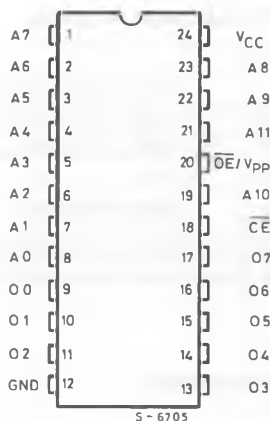 A7 1 24 VCC
A6 2 23 A8
A5 3 22 A9
A4 4 21 A11
A3 5 20 O̅E̅/VPP
A2 6 19 A10
A1 7 18 C̅E̅
A0 8 17 O7
O0 9 16 O6
O1 10 15 O5
O2 11 14 O4
GND 12 13 O3
S-6705